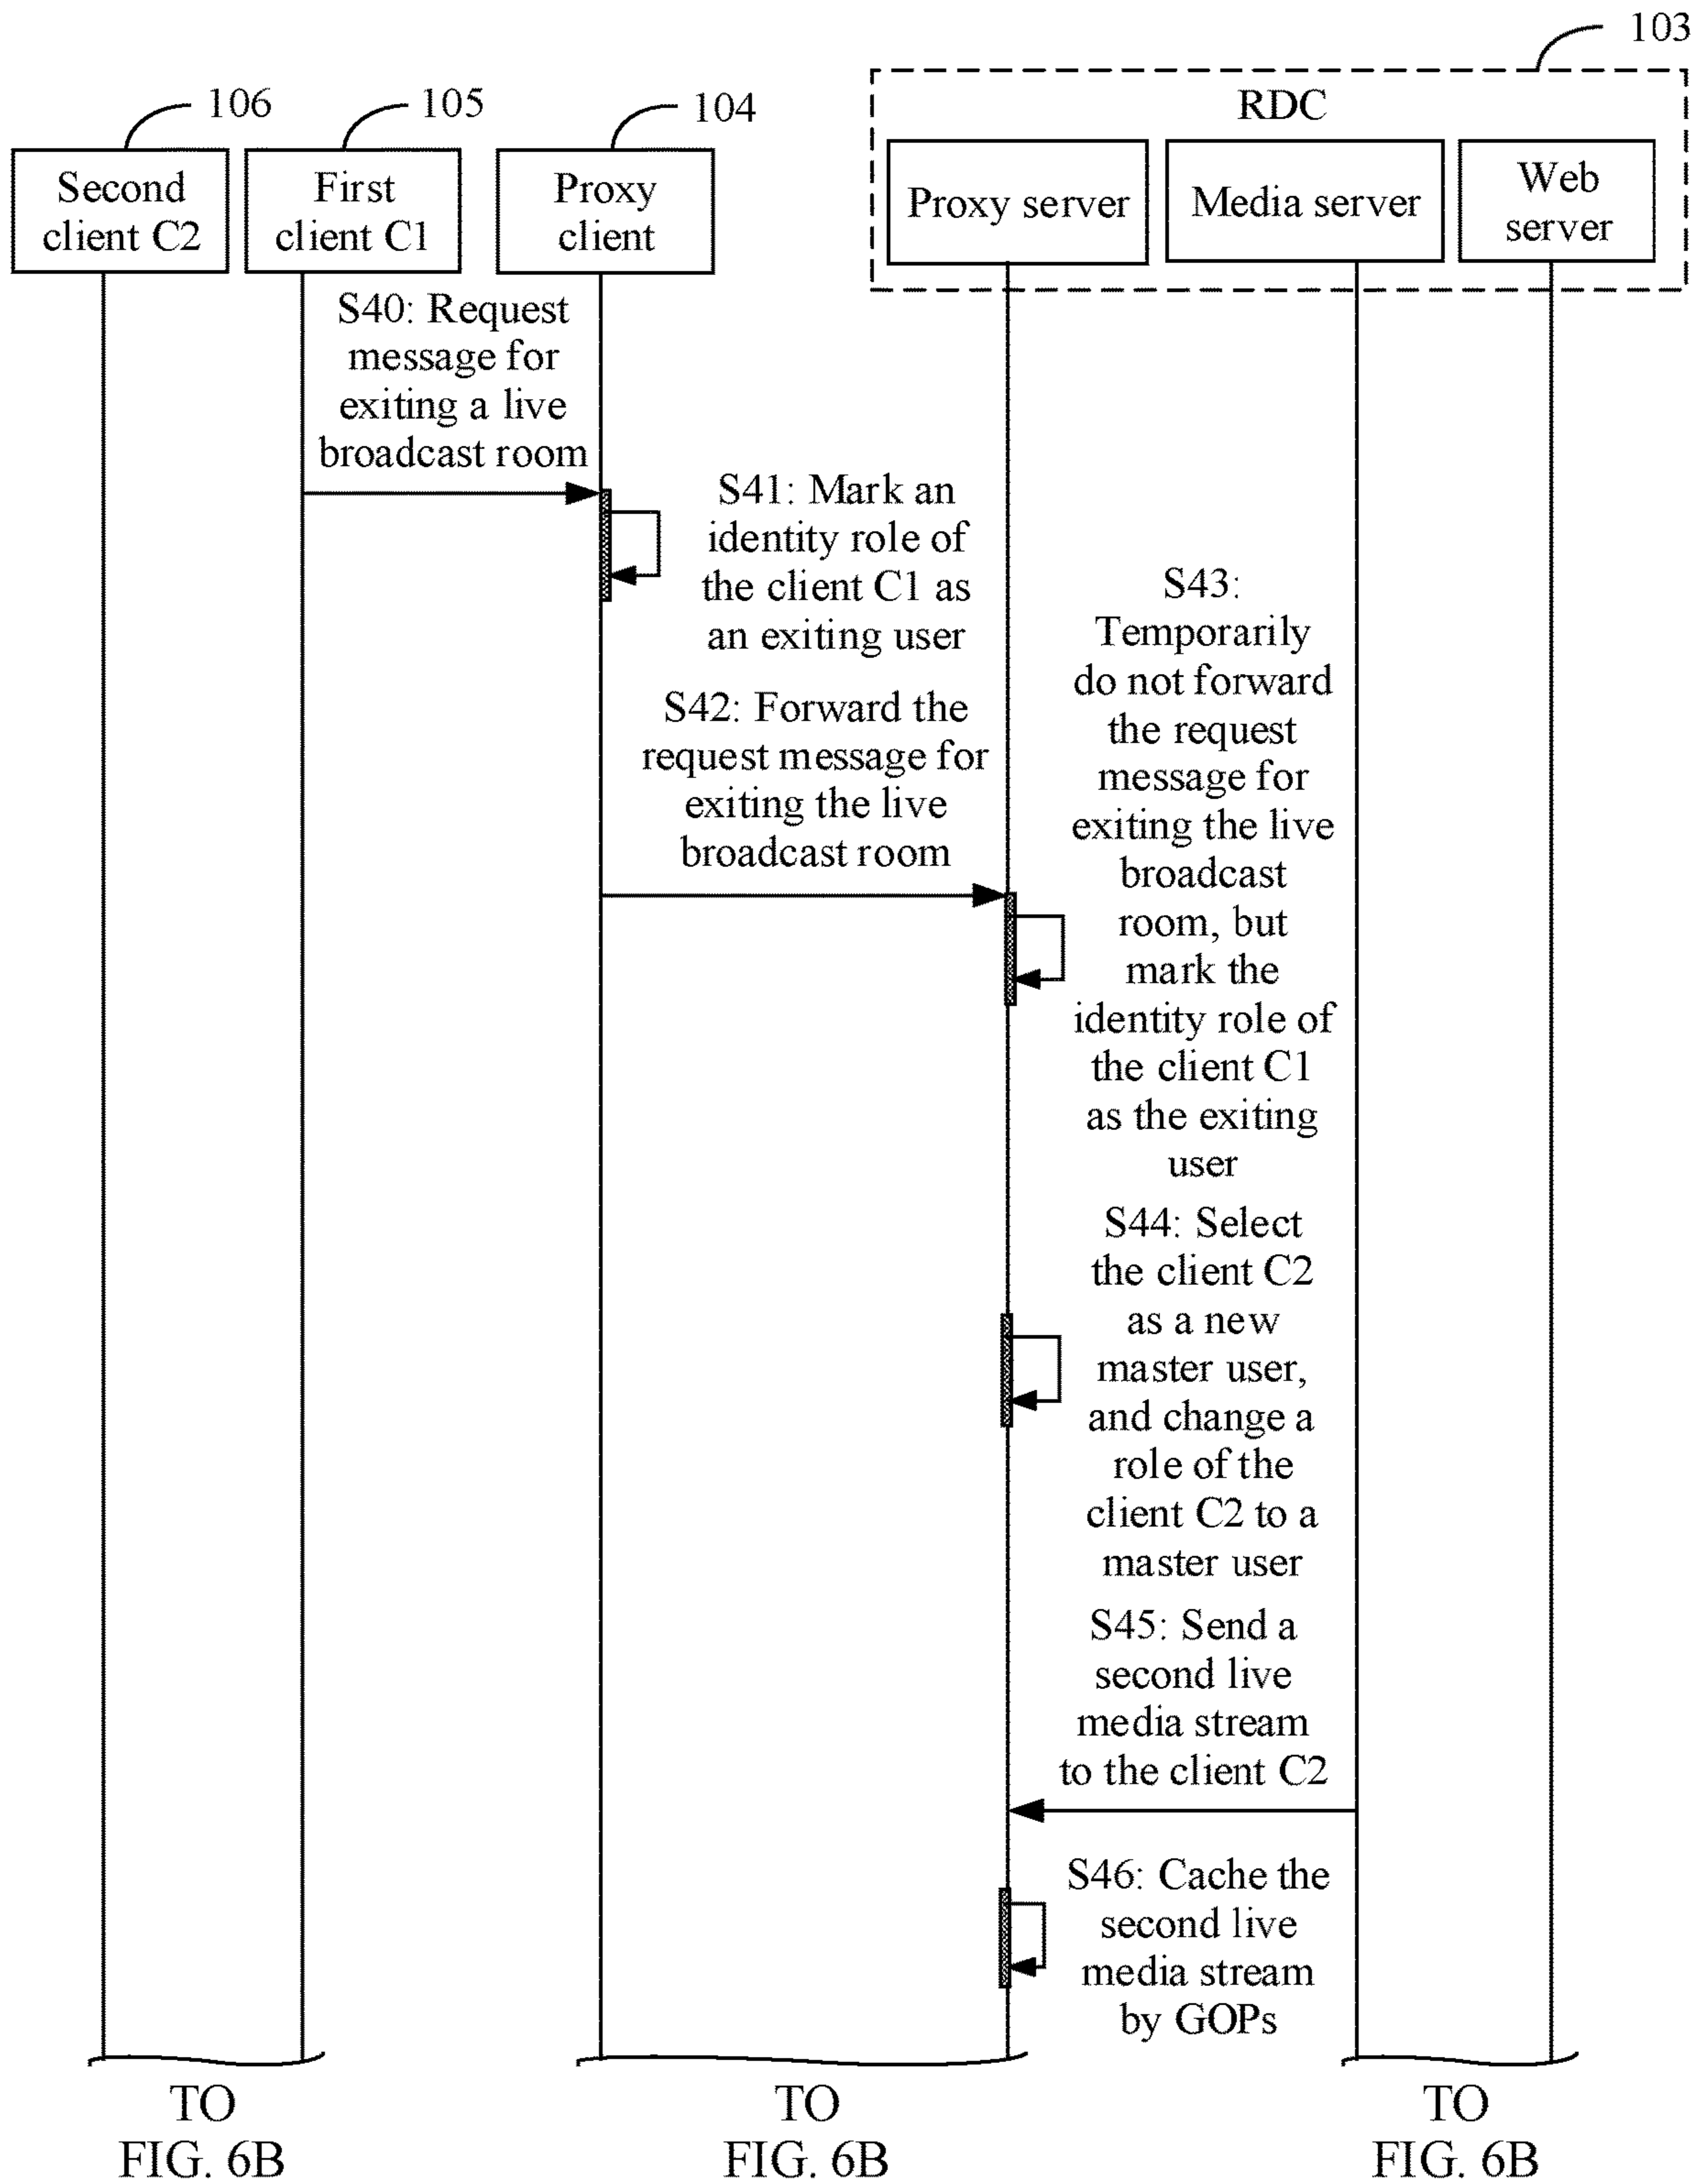 103
RDC
106
105
104
Second
client C2
First
client C1
Proxy
client
Proxy server
Media server
Web
server
S40: Request
message for
exiting a live
broadcast room
S41: Mark an
identity role of
the client C1 as
an exiting user
S42: Forward the
request message for
exiting the live
broadcast room
S43:
Temporarily
do not forward
the request
message for
exiting the live
broadcast
room, but
mark the
identity role of
the client C1
as the exiting
user
S44: Select
the client C2
as a new
master user,
and change a
role of the
client C2 to a
master user
S45: Send a
second live
media stream
to the client C2
S46: Cache the
second live
media stream
by GOPs
TO
FIG. 6B
TO
FIG. 6B
TO
FIG. 6B